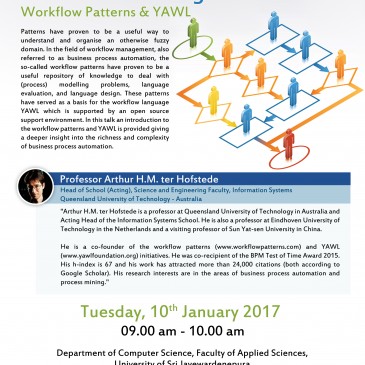 Workflow Patterns & YAWL
Patterns have proven to be a useful way to
understand and organise an otherwise fuzzy
domain. In the field of workflow management, also
referred to as business process automation, the
so-called workflow patterns have proven to be a
useful repository of knowledge to deal with
(process) modelling problems, language
evaluation, and language design. These patterns
have served as a basis for the workflow language
YAWL which is supported by an open source
support environment. In this talk an introduction to
the workflow patterns and YAWL is provided giving
a deeper insight into the richness and complexity
of business process automation.
Professor Arthur H.M. ter Hofstede
Head of School (Acting), Science and Engineering Faculty, Information Systems
Queensland University of Technology - Australia
"Arthur H.M. ter Hofstede is a professor at Queensland University of Technology in Australia and
Acting Head of the Information Systems School. He is also a professor at Eindhoven University of
Technology in the Netherlands and a visiting professor of Sun Yat-sen University in China.
He is a co-founder of the workflow patterns (www.workflowpatterns.com) and YAWL
(www.yawlfoundation.org) initiatives. He was co-recipient of the BPM Test of Time Award 2015.
His h-index is 67 and his work has attracted more than 24,000 citations (both according to
Google Scholar). His research interests are in the areas of business process automation and
process mining."
Tuesday, 10th January 2017
09.00 am - 10.00 am
Department of Computer Science, Faculty of Applied Sciences,
University of Sri Jayewardenepura